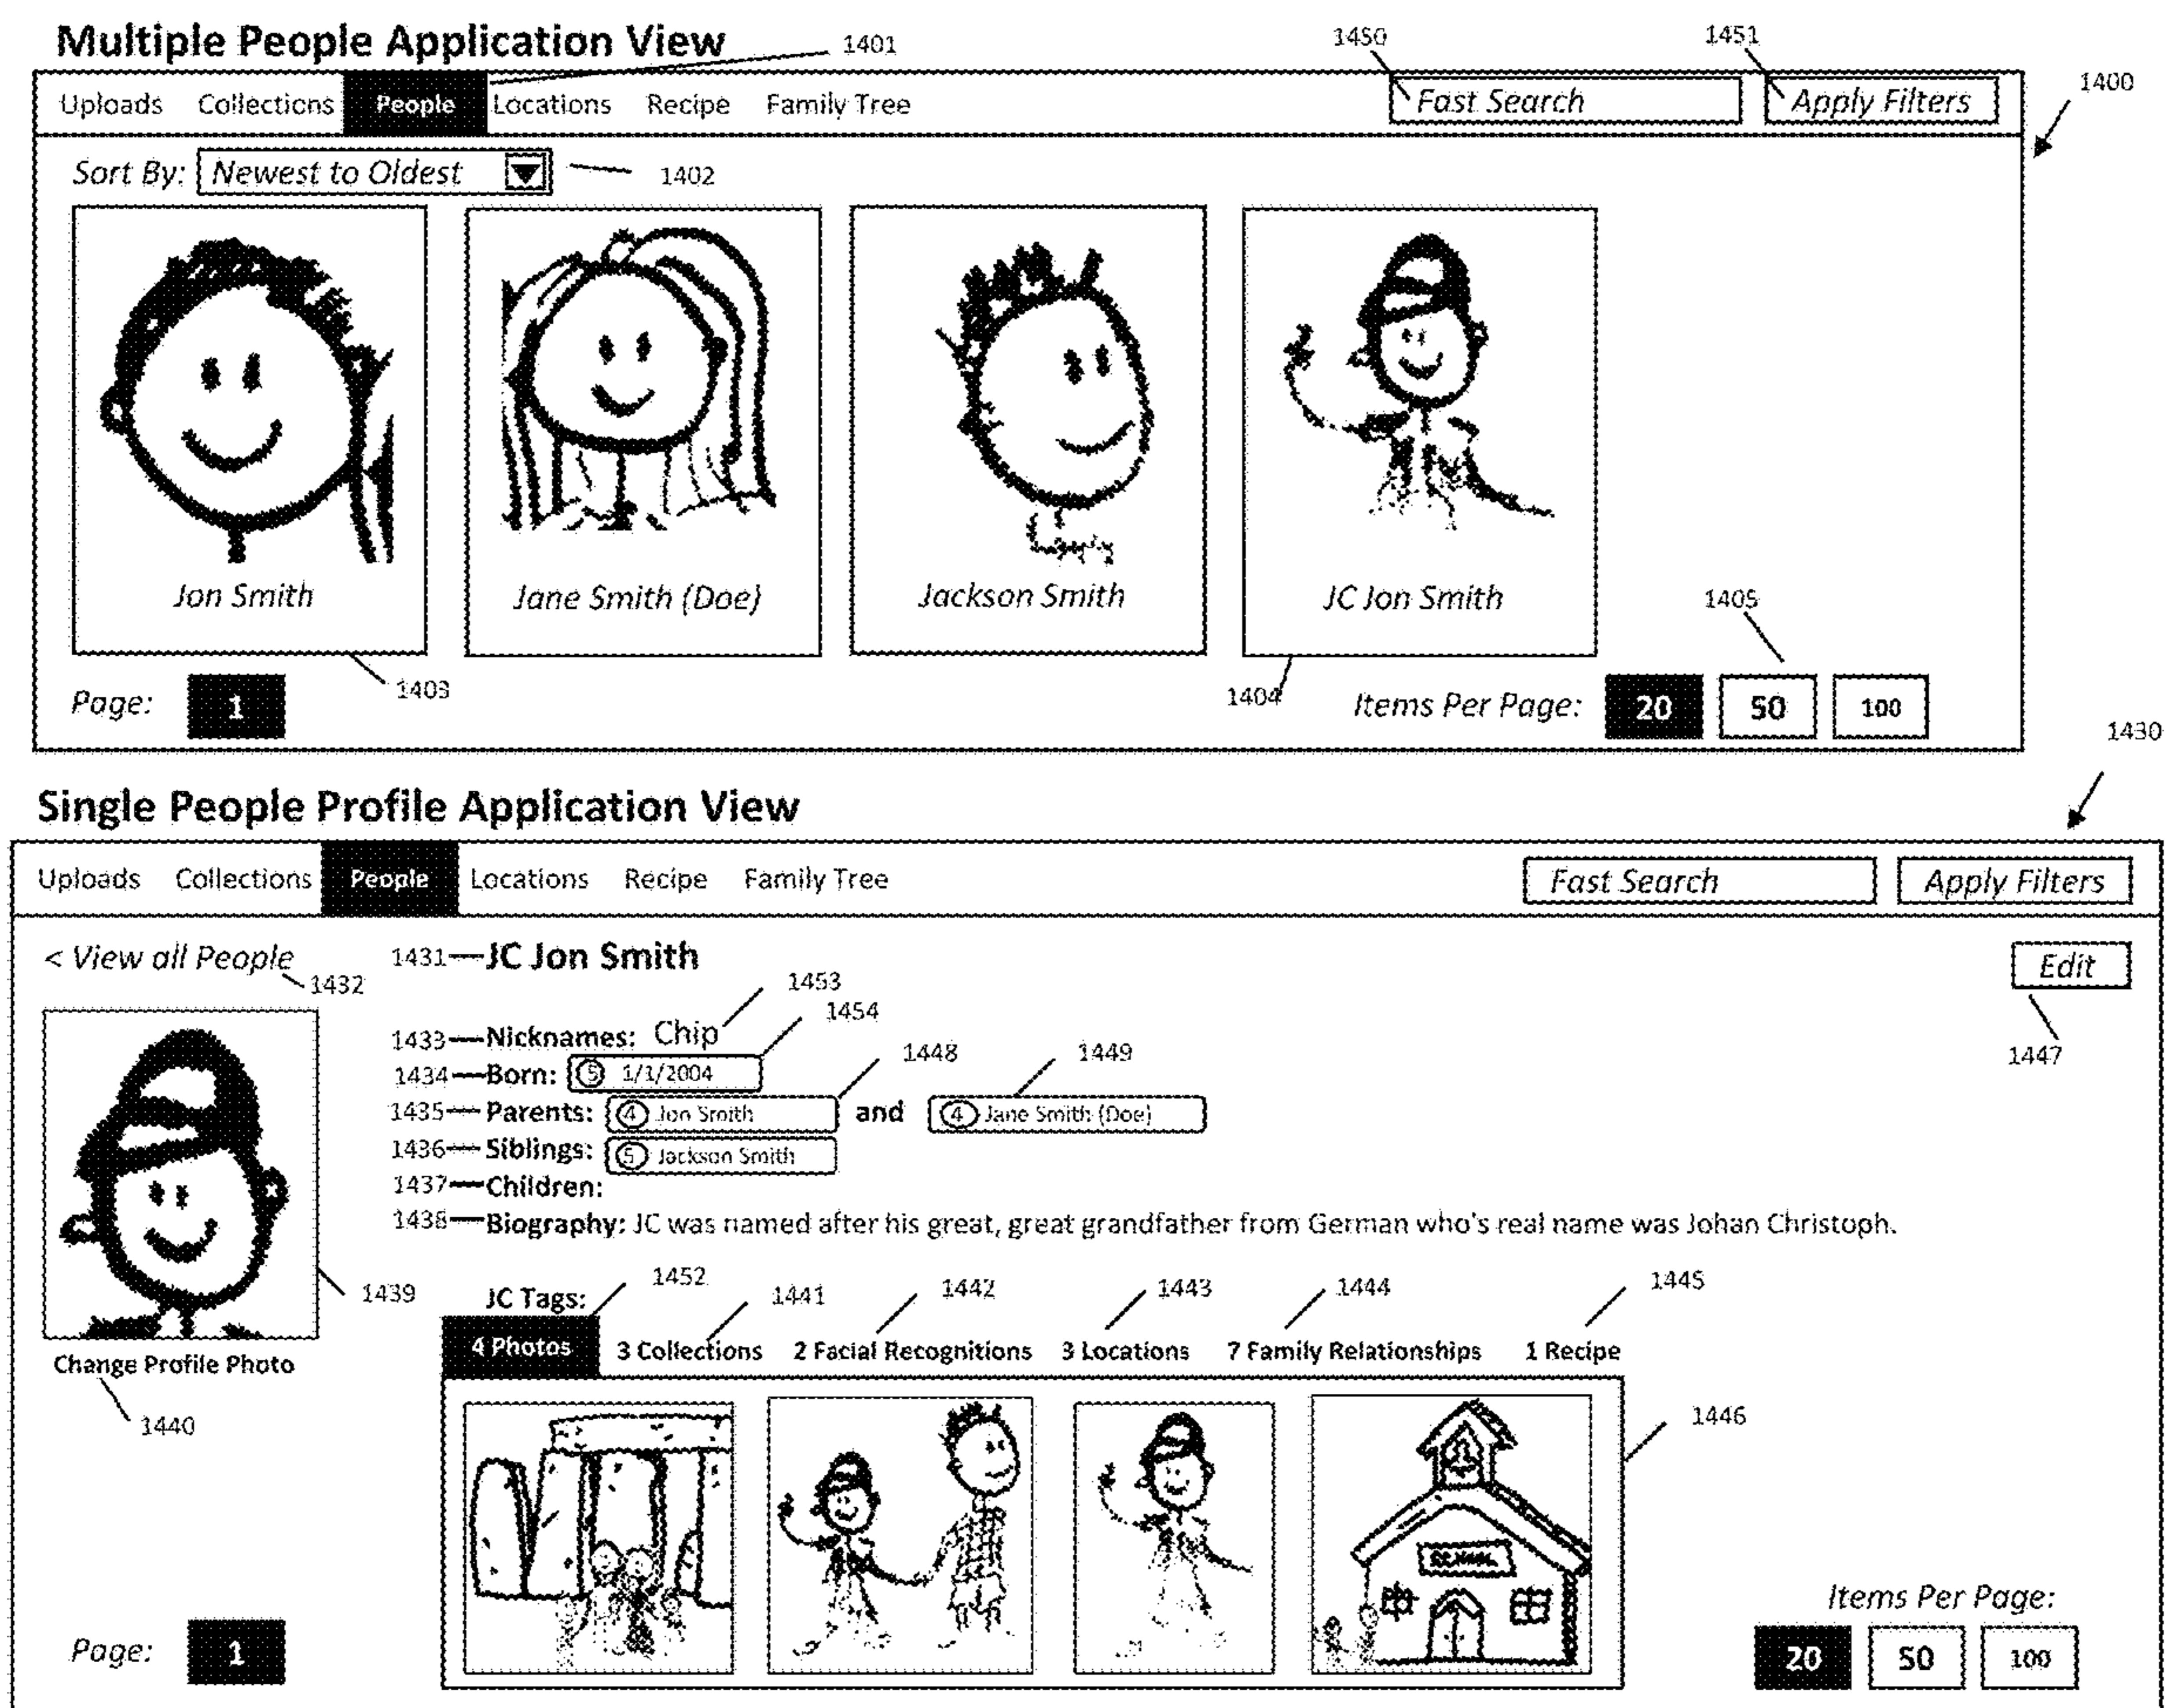 Multiple People Application View
1401
1450
1451
1400
Uploads Collections People Locations Recipe Family Tree Fast Search Apply Filters
Sort By: Newest to Oldest
1402
Jon Smith Jane Smith (Doe) Jackson Smith JC Jon Smith
1405
1403
1404
Page: 1 Items Per Page: 20 50 100
1430
Single People Profile Application View
Uploads Collections People Locations Recipe Family Tree Fast Search Apply Filters
< View all People
1432
1431 JC Jon Smith
Edit
1447
1453
1454
1433 Nicknames: Chip
1448
1449
1434 Born: 5 1/1/2004
1435 Parents: 4 Jon Smith and 4 Jane Smith (Doe)
1436 Siblings: 5 Jackson Smith
1437 Children:
1438 Biography: JC was named after his great, great grandfather from German who's real name was Johan Christoph.
1439
JC Tags:
1452
1441
1442
1443
1444
1445
4 Photos 3 Collections 2 Facial Recognitions 3 Locations 7 Family Relationships 1 Recipe
Change Profile Photo
1440
1446
SCHOOL
Items Per Page:
Page: 1 20 50 100